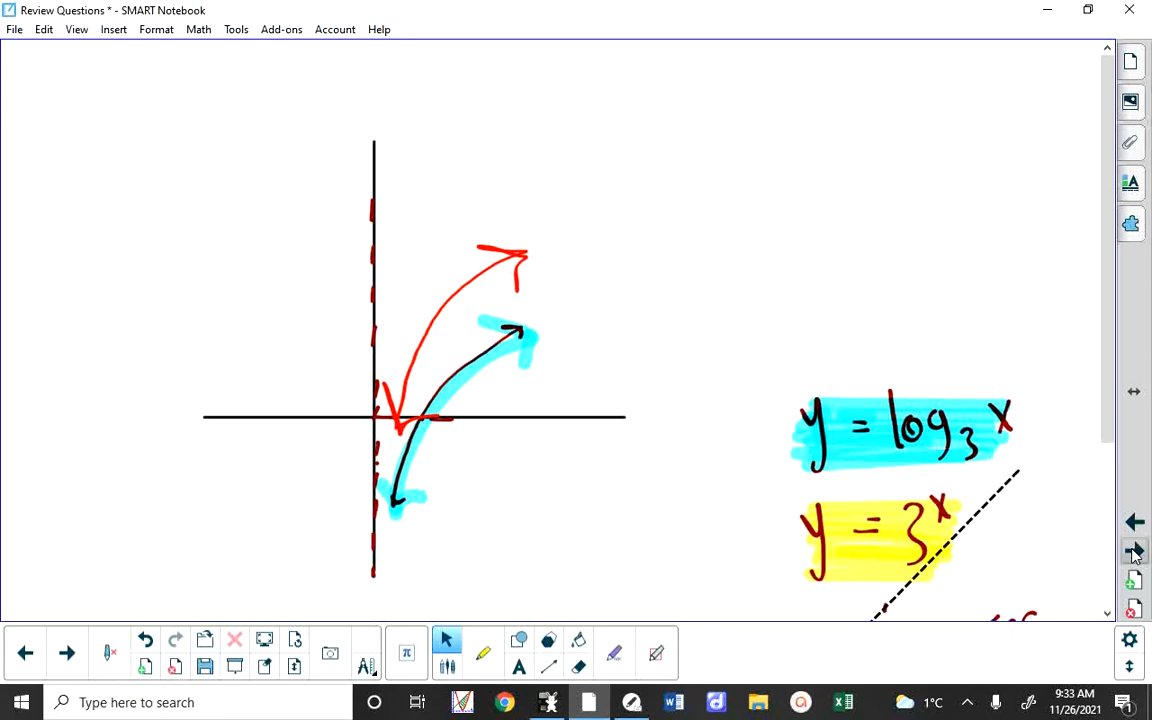 Review Questions * - SMART Notebook
File Edit View Insert Format Math Tools Add-ons Account Help
y = log₃ x
y = 3ˣ
π
A
Type here to search
1°C
9:33 AM
11/26/2021
1